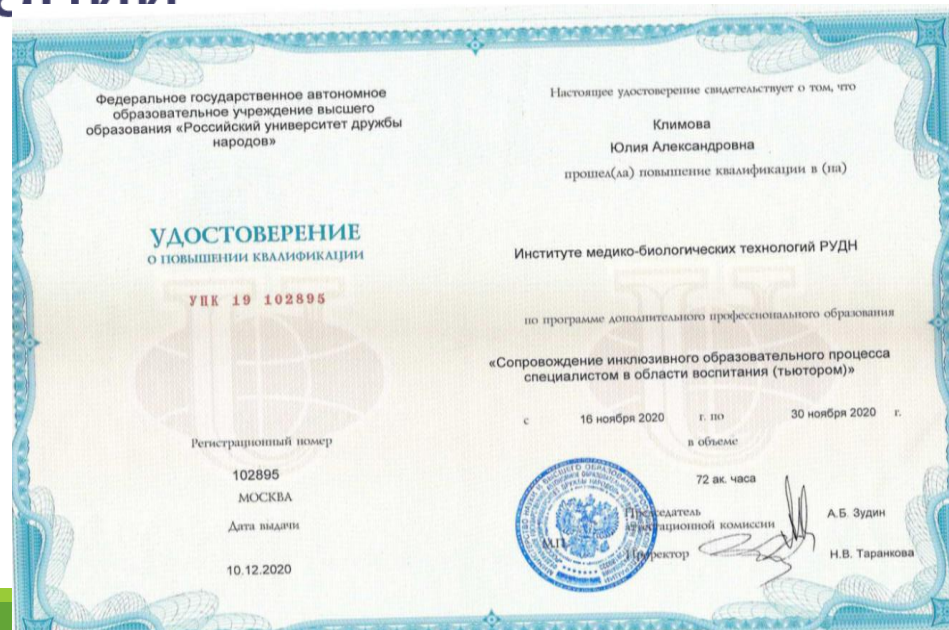 Федеральное государственное автономное
образовательное учреждение высшего
образования «Российский университет дружбы
народов»
УДОСТОВЕРЕНИЕ
О ПОВЫШЕНИИ КВАЛИФИКАЦИИ
УПК 19 102895
Регистрационный номер
102895
МОСКВА
Дата выдачи
10.12.2020
Настоящее удостоверение свидетельствует о том, что
Климова
Юлия Александровна
прошел(ла) повышение квалификации в (на)
Институте медико-биологических технологий РУДН
по программе дополнительного профессионального образования
«Сопровождение инклюзивного образовательного процесса
специалистом в области воспитания (тьютором)»
с 16 ноября 2020 г. по 30 ноября 2020 г.
в объеме
72 ак. часа
Председатель
аттестационной комиссии А.Б. Зудин
М.П.
Проректор Н.В. Таранкова